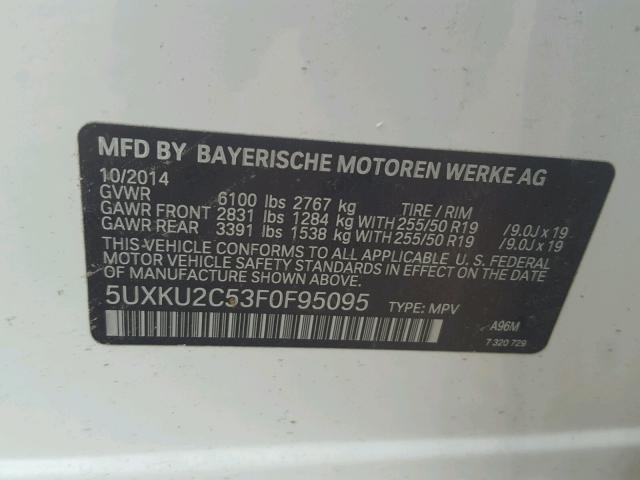 MFD BY BAYERISCHE MOTOREN WERKE AG
10/2014
GVWR 6100 lbs 2767 kg TIRE / RIM
GAWR FRONT 2831 lbs 1284 kg WITH 255/50 R19 /9.0J x 19
GAWR REAR 3391 lbs 1538 kg WITH 255/50 R19 /9.0J x 19
THIS VEHICLE CONFORMS TO ALL APPLICABLE U. S. FEDERAL
MOTOR VEHICLE SAFETY STANDARDS IN EFFECT ON THE DATE
OF MANUFACTURE SHOWN ABOVE.
5UXKU2C53F0F95095 TYPE: MPV
A96M
7 320 729